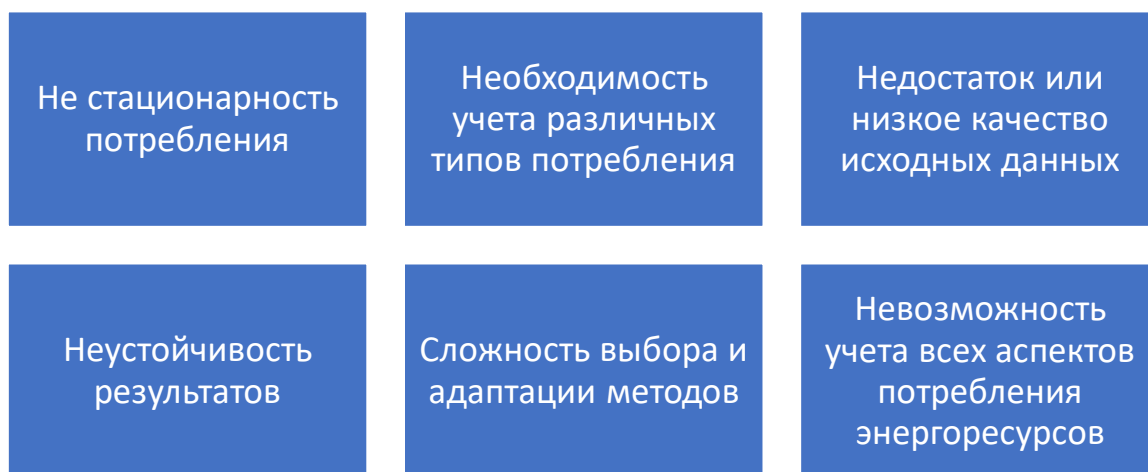 Не стационарность
потребления
Необходимость
учета различных
типов потребления
Недостаток или
низкое качество
исходных данных
Неустойчивость
результатов
Сложность выбора и
адаптации методов
Невозможность
учета всех аспектов
потребления
энергоресурсов